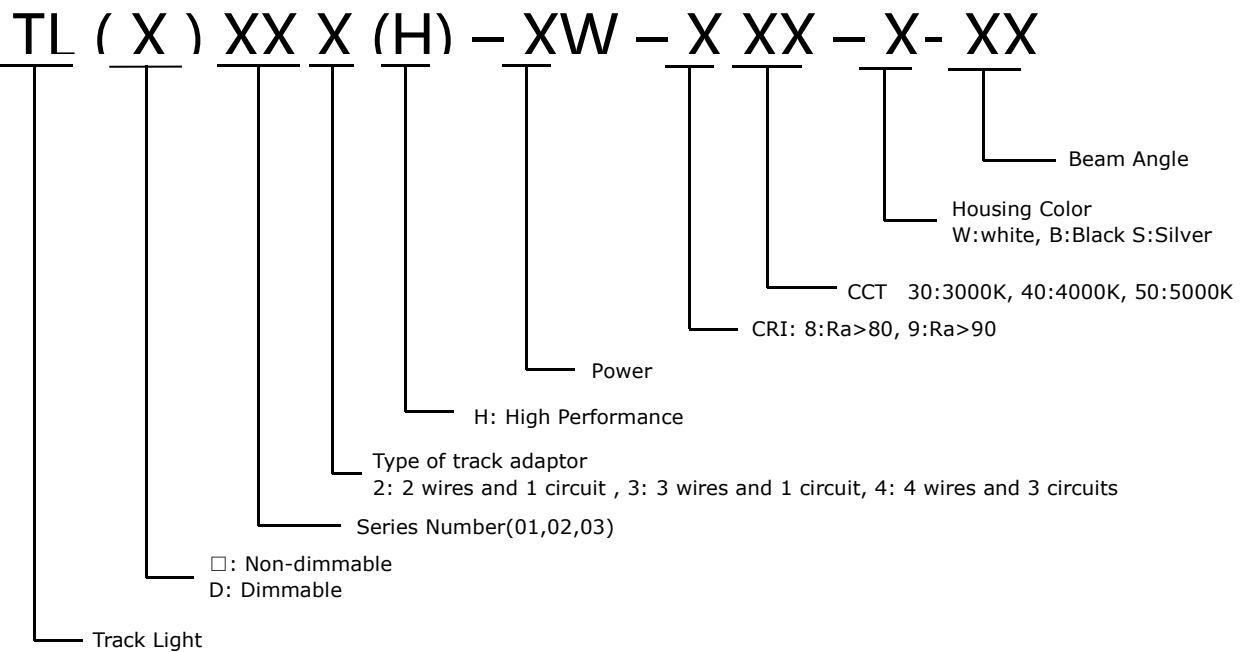 TL ( X ) XX X (H) – XW – X XX – X- XX
Beam Angle
Housing Color
W:white, B:Black S:Silver
CCT 30:3000K, 40:4000K, 50:5000K
CRI: 8:Ra>80, 9:Ra>90
Power
H: High Performance
Type of track adaptor
2: 2 wires and 1 circuit , 3: 3 wires and 1 circuit, 4: 4 wires and 3 circuits
Series Number(01,02,03)
□: Non-dimmable
D: Dimmable
Track Light